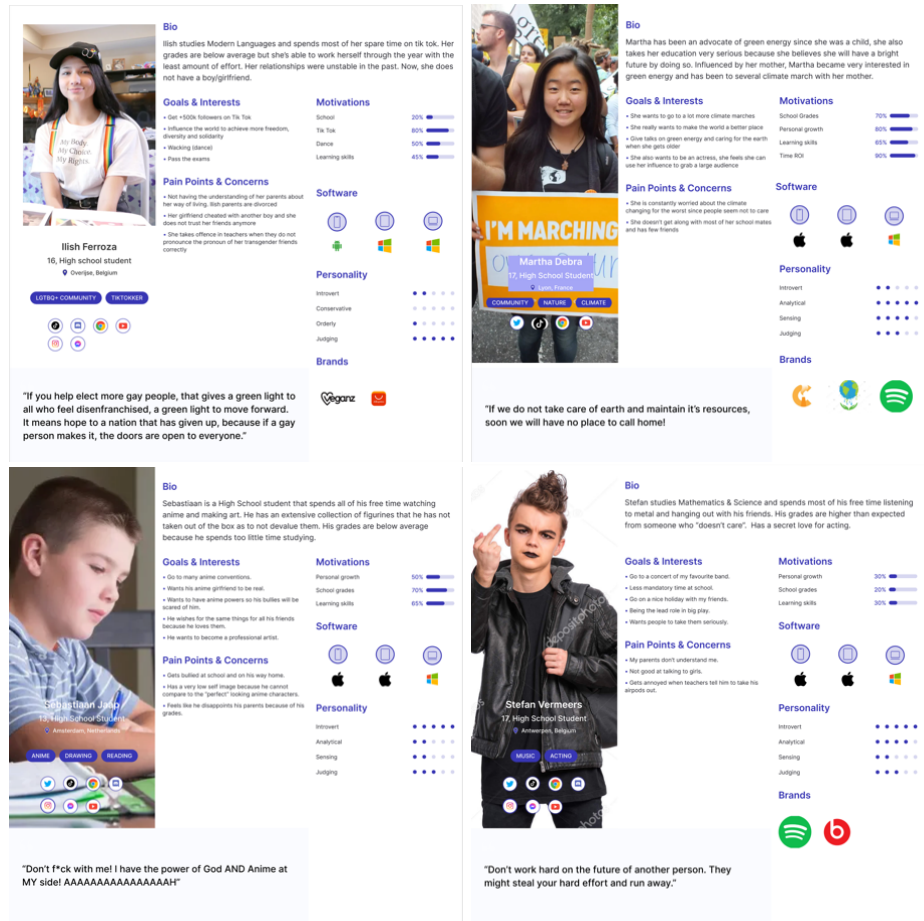 My Body.
My Choice.
My Rights.
Ilish Ferroza
16, High school student
Overijse, Belgium
LGTBQ+ COMMUNITY
TIKTOKKER
Bio
Ilish studies Modern Languages and spends most of her spare time on tik tok. Her
grades are below average but she's able to work herself through the year with the
least amount of effort. Her relationships were unstable in the past. Now, she does
not have a boy/girlfriend.
Goals & Interests
• Get +500k followers on Tik Tok
• Influence the world to achieve more freedom,
diversity and solidarity
• Wacking (dance)
• Pass the exams
Pain Points & Concerns
• Not having the understanding of her parents about
her way of living. Ilish parents are divorced
• Her girlfriend cheated with another boy and she
does not trust her friends anymore
• She takes offence in teachers when they do not
pronounce the pronoun of her transgender friends
correctly
Motivations
School 20%
Tik Tok 80%
Dance 50%
Learning skills 45%
Software
Personality
Introvert
Conservative
Orderly
Judging
Brands
Veganz
“If you help elect more gay people, that gives a green light to
all who feel disenfranchised, a green light to move forward.
It means hope to a nation that has given up, because if a gay
person makes it, the doors are open to everyone.”
girl
I'M MARCHING
Martha Debra
17, High School Student
Lyon, France
COMMUNITY
NATURE
CLIMATE
Bio
Martha has been an advocate of green energy since she was a child, she also
takes her education very serious because she believes she will have a bright
future by doing so. Influenced by her mother, Martha became very interested in
green energy and has been to several climate march with her mother.
Goals & Interests
• She wants to go to a lot more climate marches
• She really wants to make the world a better place
• Give talks on green energy and caring for the earth
when she gets older
• She also wants to be an actress, she feels she can
use her influence to grab a large audience
Pain Points & Concerns
• She is constantly worried about the climate
changing for the worst since people seem not to care
• She doesn't get along with most of her school mates
and has few friends
Motivations
School Grades 70%
Personal growth 80%
Learning skills 65%
Time ROI 90%
Software
Personality
Introvert
Analytical
Sensing
Judging
Brands
“If we do not take care of earth and maintain it's resources,
soon we will have no place to call home!
Sebastiaan Jaap
13, High School Student
Amsterdam, Netherlands
ANIME
DRAWING
READING
Bio
Sebastiaan is a High School student that spends all of his free time watching
anime and making art. He has an extensive collection of figurines that he has not
taken out of the box as to not devalue them. His grades are below average
because he spends too little time studying.
Goals & Interests
• Go to many anime conventions.
• Wants his anime girlfriend to be real.
• Wants to have anime powers so his bullies will be
scared of him.
• He wishes for the same things for all his friends
because he loves them.
• He wants to become a professional artist.
Pain Points & Concerns
• Gets bullied at school and on his way home.
• Has a very low self image because he cannot
compare to the “perfect” looking anime characters.
• Feels like he disappoints his parents because of his
grades.
Motivations
Personal growth 50%
School grades 70%
Learning skills 65%
Software
Personality
Introvert
Analytical
Sensing
Judging
“Don't f*ck with me! I have the power of God AND Anime at
MY side! AAAAAAAAAAAAAAAAH”
depositphotos
Stefan Vermeers
17, High School Student
Antwerpen, Belgium
MUSIC
ACTING
Bio
Stefan studies Mathematics & Science and spends most of his free time listening
to metal and hanging out with his friends. His grades are higher than expected
from someone who “doesn't care”. Has a secret love for acting.
Goals & Interests
• Go to a concert of my favourite band.
• Less mandatory time at school.
• Go on a nice holiday with my friends.
• Being the lead role in big play.
• Wants people to take them seriously.
Pain Points & Concerns
• My parents don't understand me.
• Not good at talking to girls.
• Gets annoyed when teachers tell him to take his
airpods out.
Motivations
Personal growth 30%
School grades 20%
Learning skills 30%
Software
Personality
Introvert
Analytical
Sensing
Judging
Brands
“Don't work hard on the future of another person. They
might steal your hard effort and run away.”